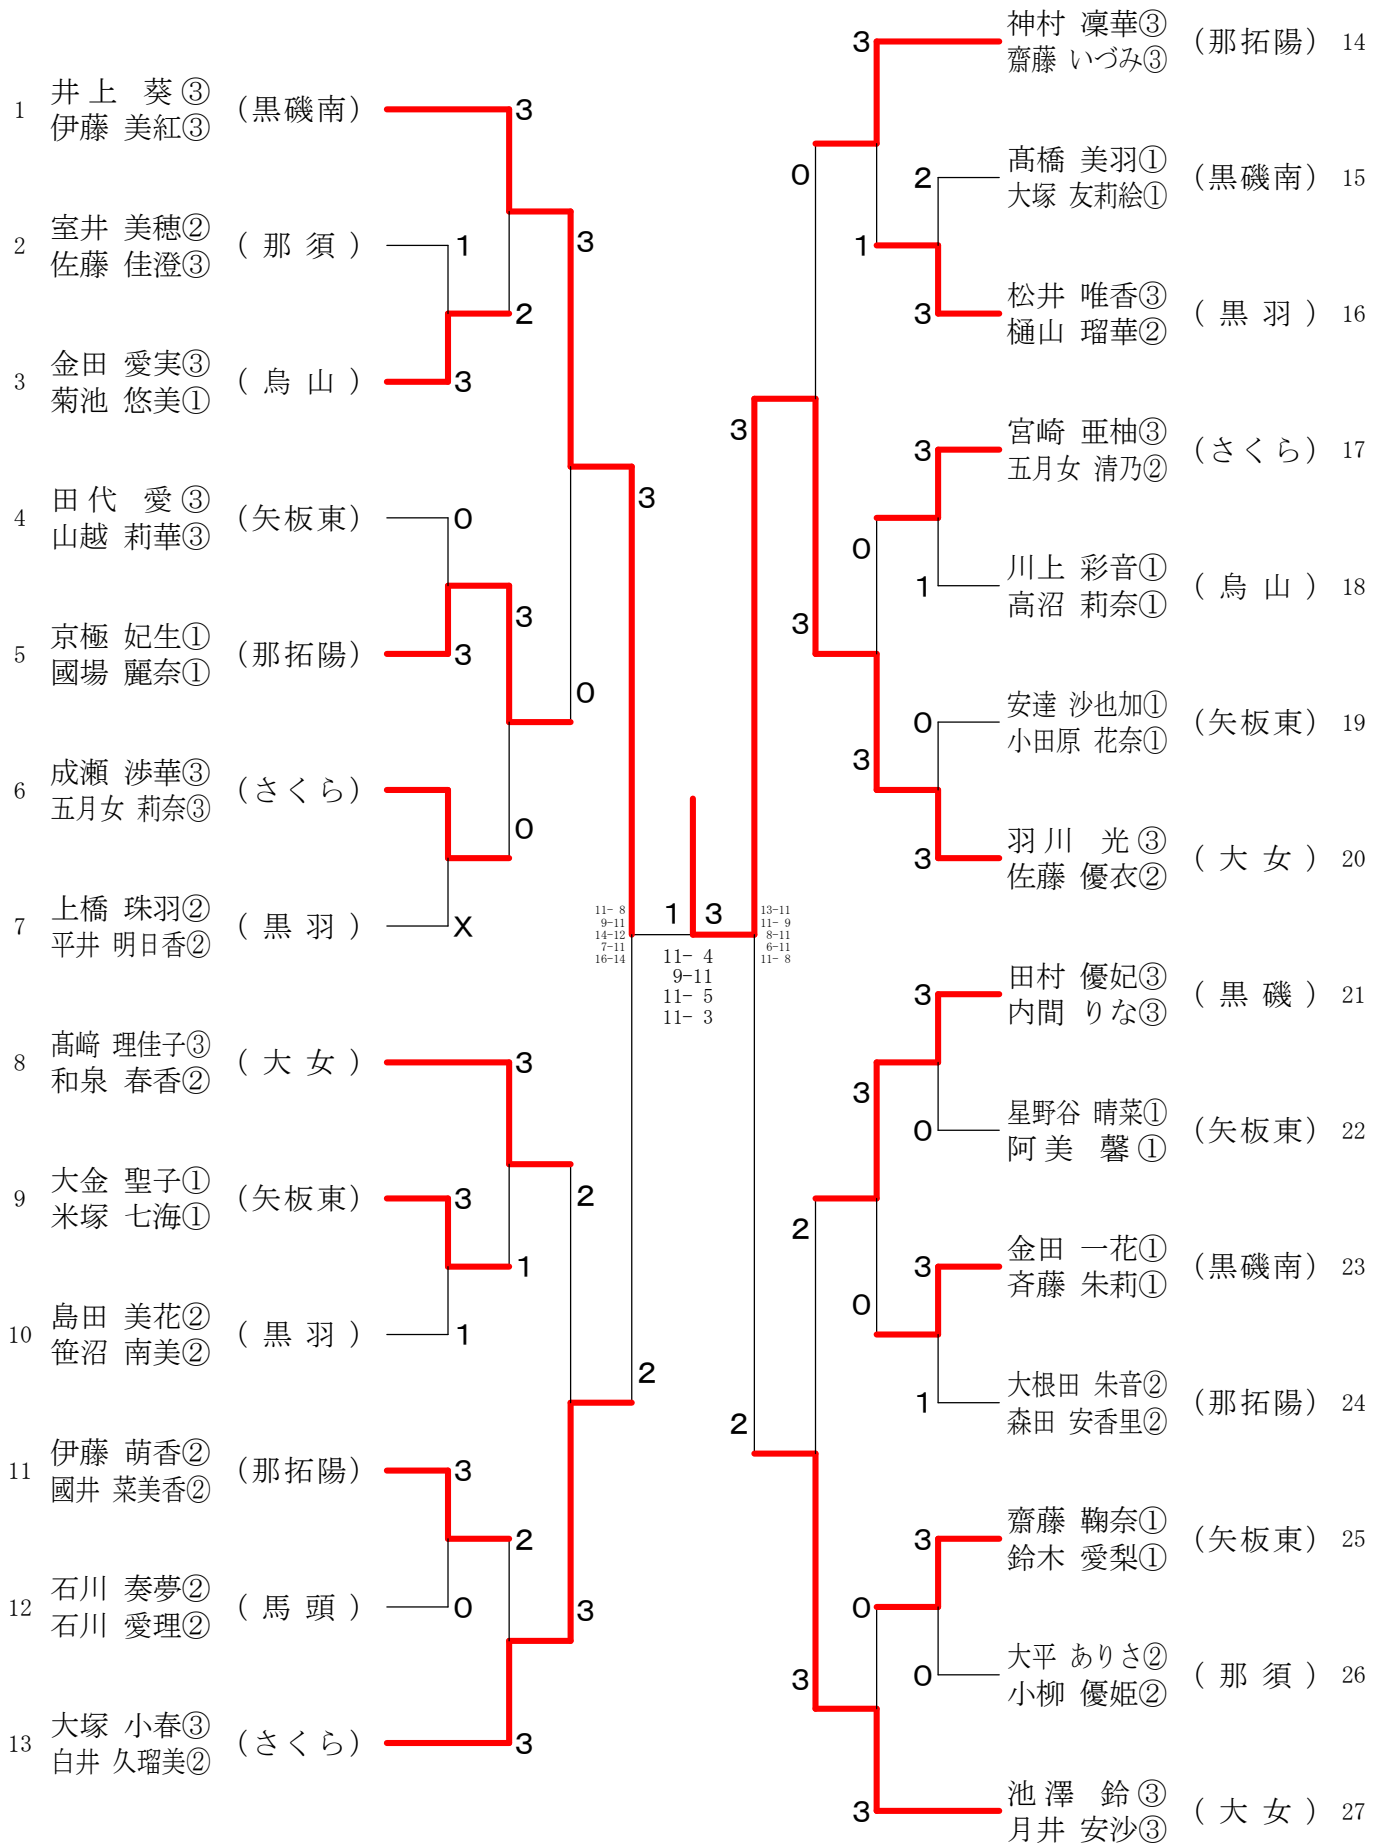 1 井上 葵③ (黒磯南) 3
伊藤 美紅③
2 室井 美穂② (那須) 1
佐藤 佳澄③
3
2
3 金田 愛実③ (烏山) 3
菊池 悠美①
3
4 田代 愛③ (矢板東) 0
山越 莉華③
3
5 京極 妃生① (那拓陽) 3
國場 麗奈①
0
6 成瀬 渉華③ (さくら)
五月女 莉奈③
0
7 上橋 珠羽② (黒羽) X
平井 明日香②
8 髙﨑 理佳子③ (大女) 3
和泉 春香②
9 大金 聖子① (矢板東) 3
米塚 七海①
2
1
10 島田 美花② (黒羽) 1
笹沼 南美②
2
11 伊藤 萌香② (那拓陽) 3
國井 菜美香②
2
12 石川 奏夢② (馬頭) 0
石川 愛理②
3
13 大塚 小春③ (さくら) 3
白井 久瑠美②
11- 8
9-11
14-12
7-11
16-14
1 3
11- 4
9-11
11- 5
11- 3
13-11
11- 9
8-11
6-11
11- 8
3 神村 凜華③ (那拓陽) 14
齋藤 いづみ③
0
2 髙橋 美羽① (黒磯南) 15
大塚 友莉絵①
1
3 松井 唯香③ (黒羽) 16
樋山 瑠華②
3
3 宮崎 亜柚③ (さくら) 17
五月女 清乃②
0
1 川上 彩音① (烏山) 18
高沼 莉奈①
3
0 安達 沙也加① (矢板東) 19
小田原 花奈①
3
3 羽川 光③ (大女) 20
佐藤 優衣②
3 田村 優妃③ (黒磯) 21
内間 りな③
3
0 星野谷 晴菜① (矢板東) 22
阿美 馨①
2
3 金田 一花① (黒磯南) 23
斉藤 朱莉①
0
1 大根田 朱音② (那拓陽) 24
森田 安香里②
2
3 齋藤 鞠奈① (矢板東) 25
鈴木 愛梨①
0
0 大平 ありさ② (那須) 26
小柳 優姫②
3
3 池澤 鈴③ (大女) 27
月井 安沙③